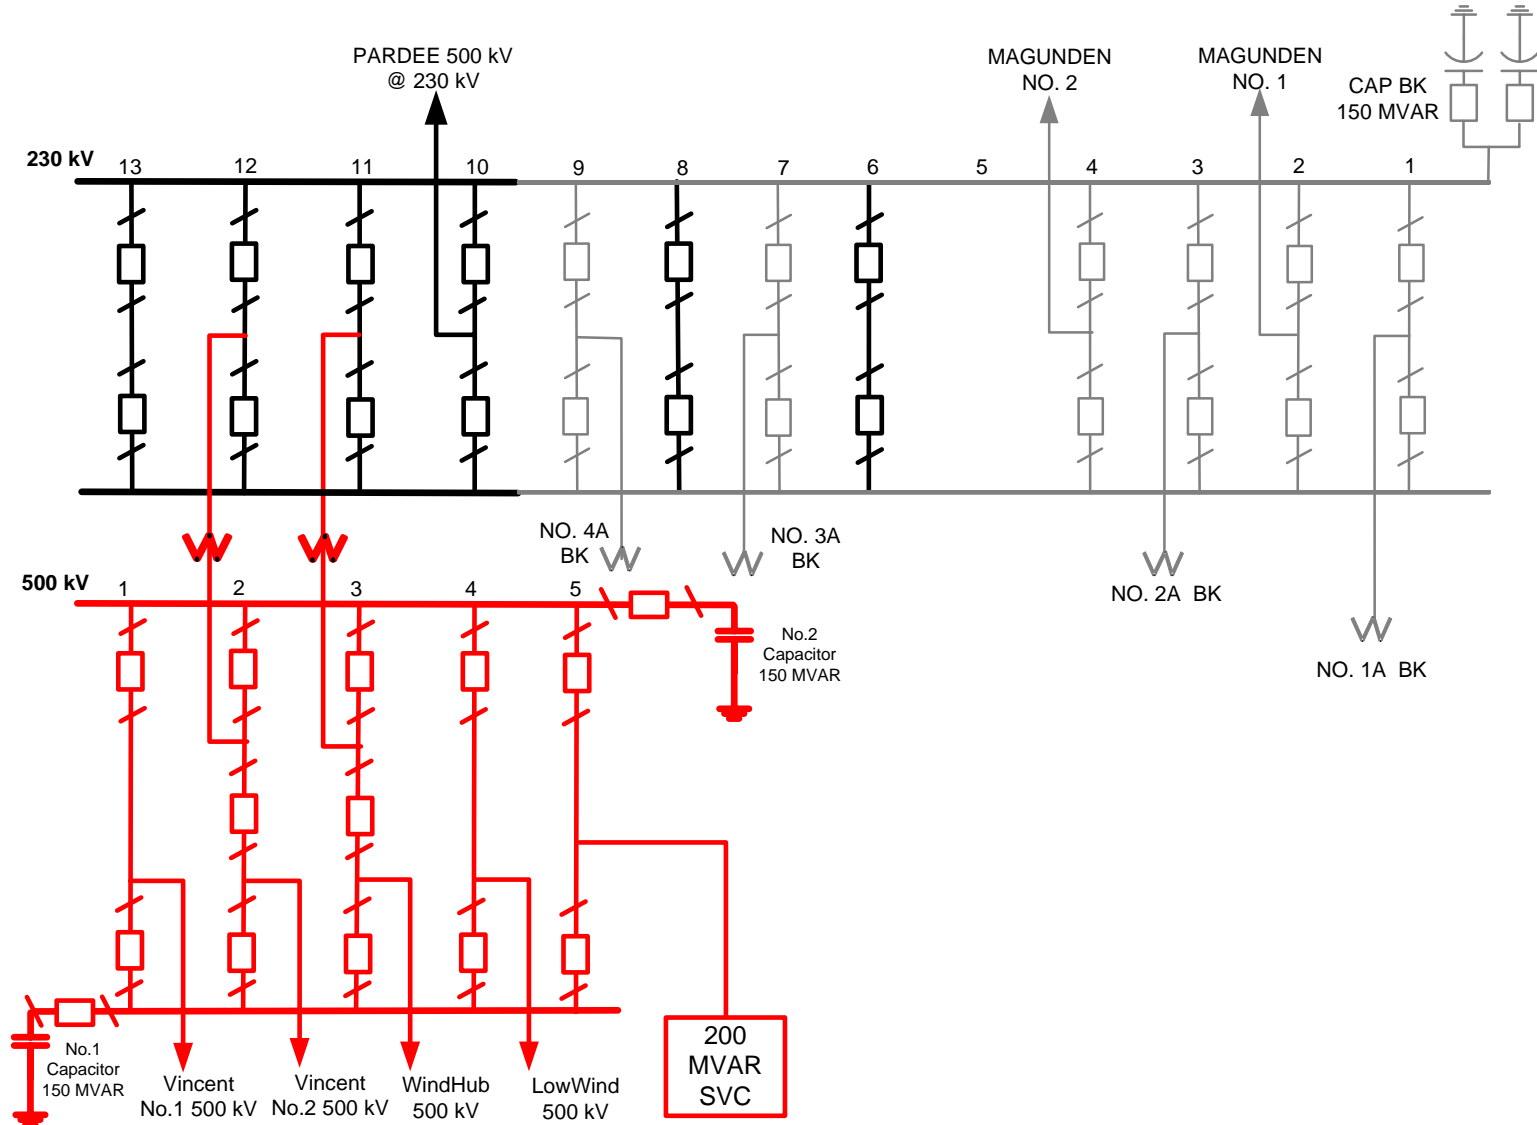 PARDEE 500 kV
@ 230 kV
MAGUNDEN
NO. 2
MAGUNDEN
NO. 1
CAP BK
150 MVAR
230 kV
13
12
11
10
9
8
7
6
5
4
3
2
1
NO. 4A
BK
NO. 3A
BK
NO. 2A BK
NO. 1A BK
500 kV
1
2
3
4
5
No.2
Capacitor
150 MVAR
No.1
Capacitor
150 MVAR
Vincent
No.1 500 kV
Vincent
No.2 500 kV
WindHub
500 kV
LowWind
500 kV
200
MVAR
SVC